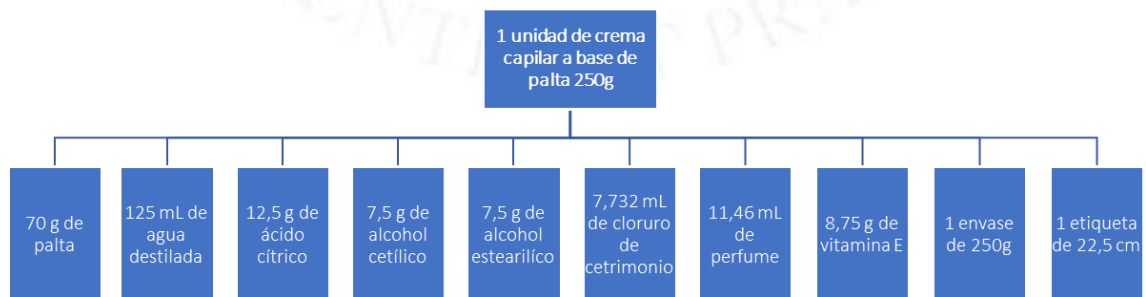 1 unidad de crema
capilar a base de
palta 250g
70 g de
palta
125 mL de
agua
destilada
12,5 g de
ácido
cítrico
7,5 g de
alcohol
cetílico
7,5 g de
alcohol
estearilíco
7,732 mL
de cloruro
de
cetrimonio
11,46 mL
de
perfume
8,75 g de
vitamina E
1 envase
de 250g
1 etiqueta
de 22,5 cm